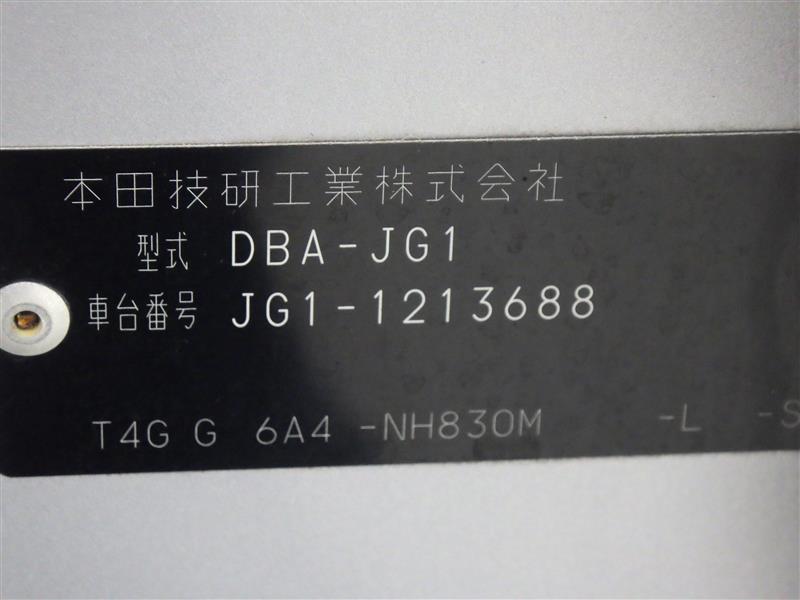 本田技研工業株式会社
型式 DBA-JG1
車台番号 JG1-1213688
T4G G 6A4 -NH830M -L -S